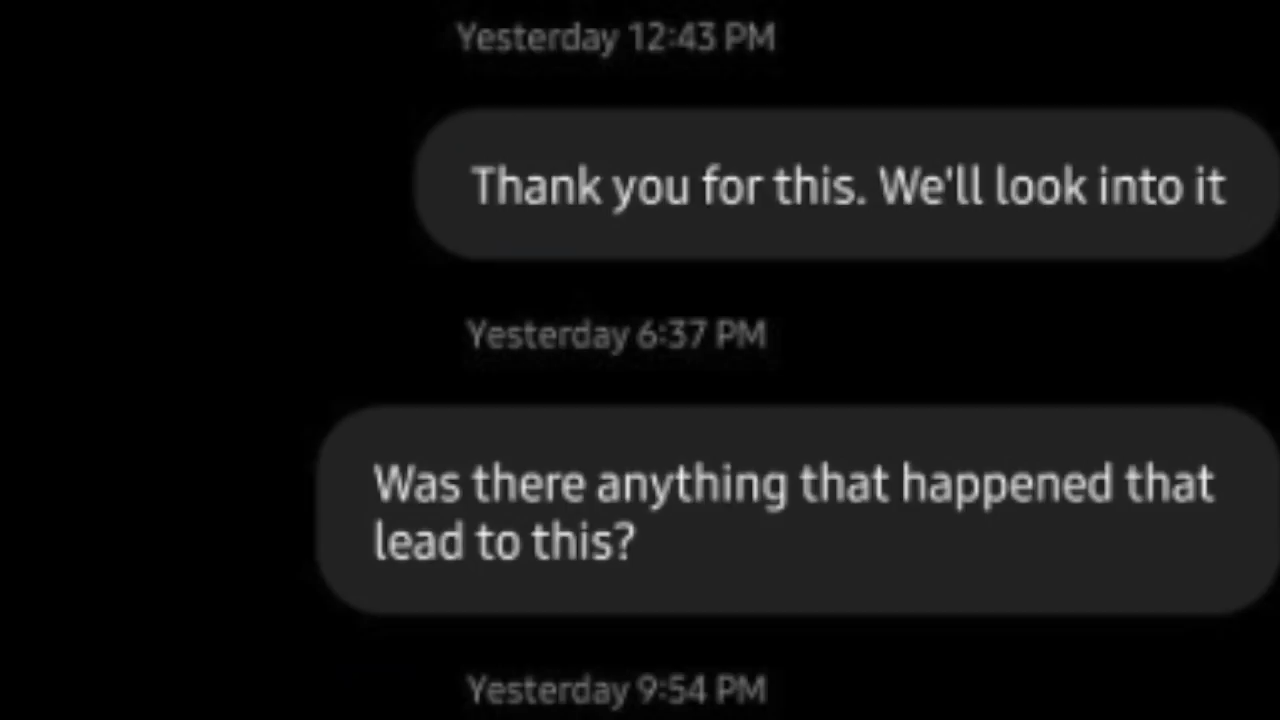 Yesterday 12:43 PM
Thank you for this. We'll look into it
Yesterday 6:37 PM
Was there anything that happened that
lead to this?
Yesterday 9:54 PM